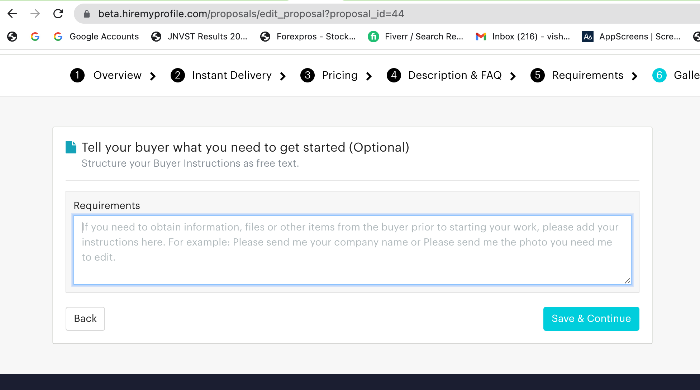 beta.hiremyprofile.com/proposals/edit_proposal?proposal_id=44
Google Accounts JNVST Results 20... Forexpros - Stock... fi Fiverr / Search Re... Inbox (216) - vish... As AppScreens | Scree...
1 Overview 2 Instant Delivery 3 Pricing 4 Description & FAQ 5 Requirements 6 Galle
Tell your buyer what you need to get started (Optional)
Structure your Buyer Instructions as free text.
Requirements
If you need to obtain information, files or other items from the buyer prior to starting your work, please add your
instructions here. For example: Please send me your company name or Please send me the photo you need me
to edit.
Back Save & Continue